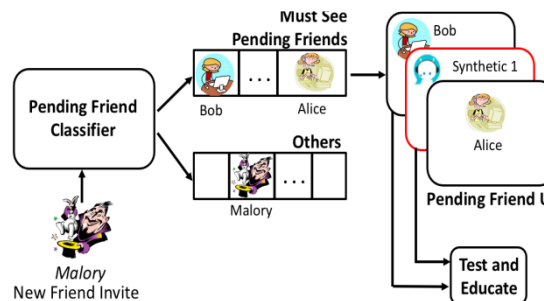 Must See
Pending Friends
Bob
. . .
Alice
Pending Friend
Classifier
Others
. . .
Malory
Malory
New Friend Invite
Bob
Synthetic 1
Alice
Pending Friend U
Test and
Educate